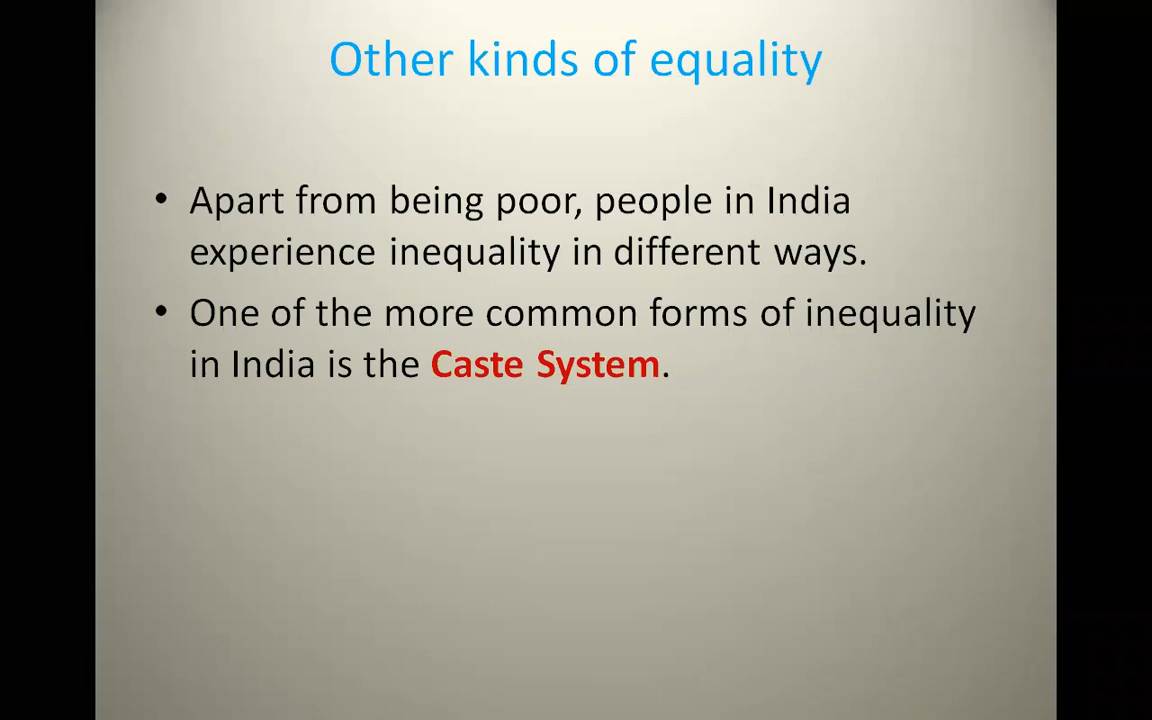 Other kinds of equality
• Apart from being poor, people in India
experience inequality in different ways.
• One of the more common forms of inequality
in India is the Caste System.